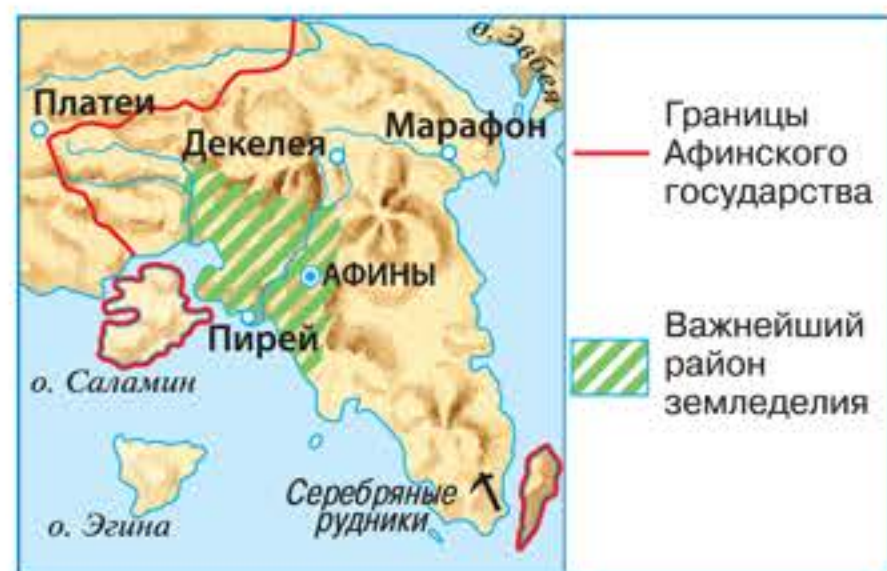 о. Эвбея
Платеи
Декелея
Марафон
АФИНЫ
Пирей
о. Саламин
о. Эгина
Серебряные
рудники
Границы
Афинского
государства
Важнейший
район
земледелия